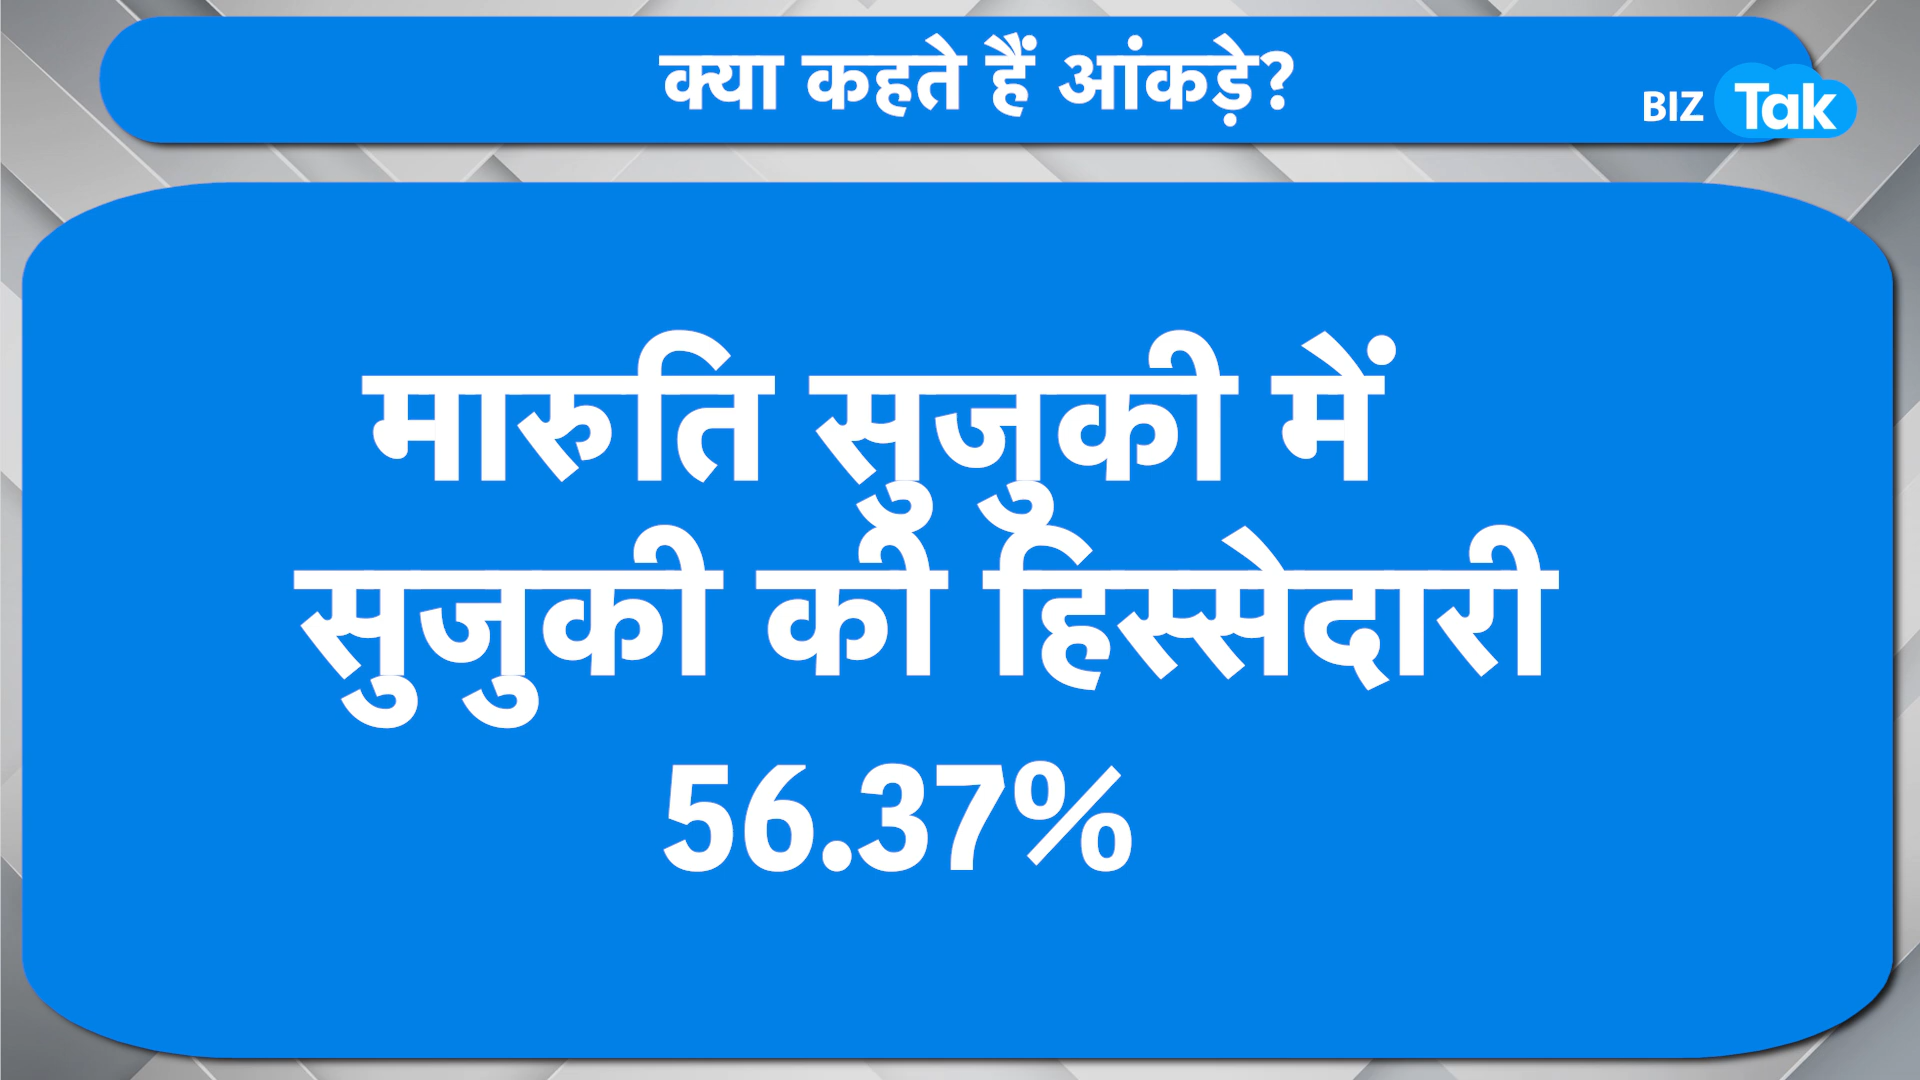 क्या कहते हैं आंकड़े?
BIZ Tak
मारुति सुजुकी में
सुजुकी की हिस्सेदारी
56.37%